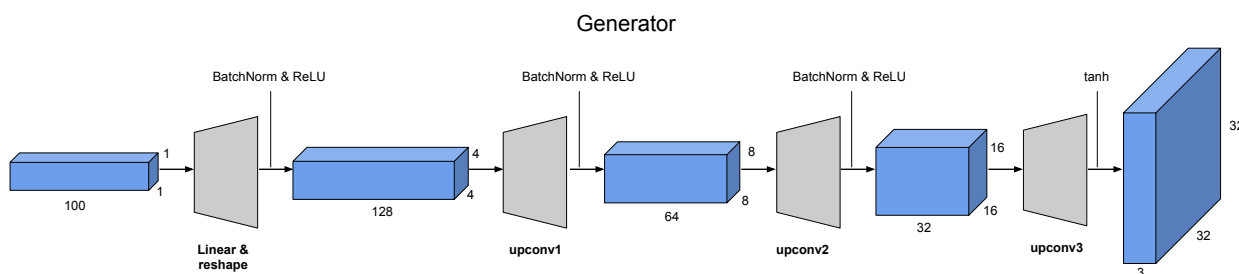 Generator
BatchNorm & ReLU
BatchNorm & ReLU
BatchNorm & ReLU
tanh
1
1
100
4
4
128
8
8
64
16
16
32
32
32
3
Linear &
reshape
upconv1
upconv2
upconv3